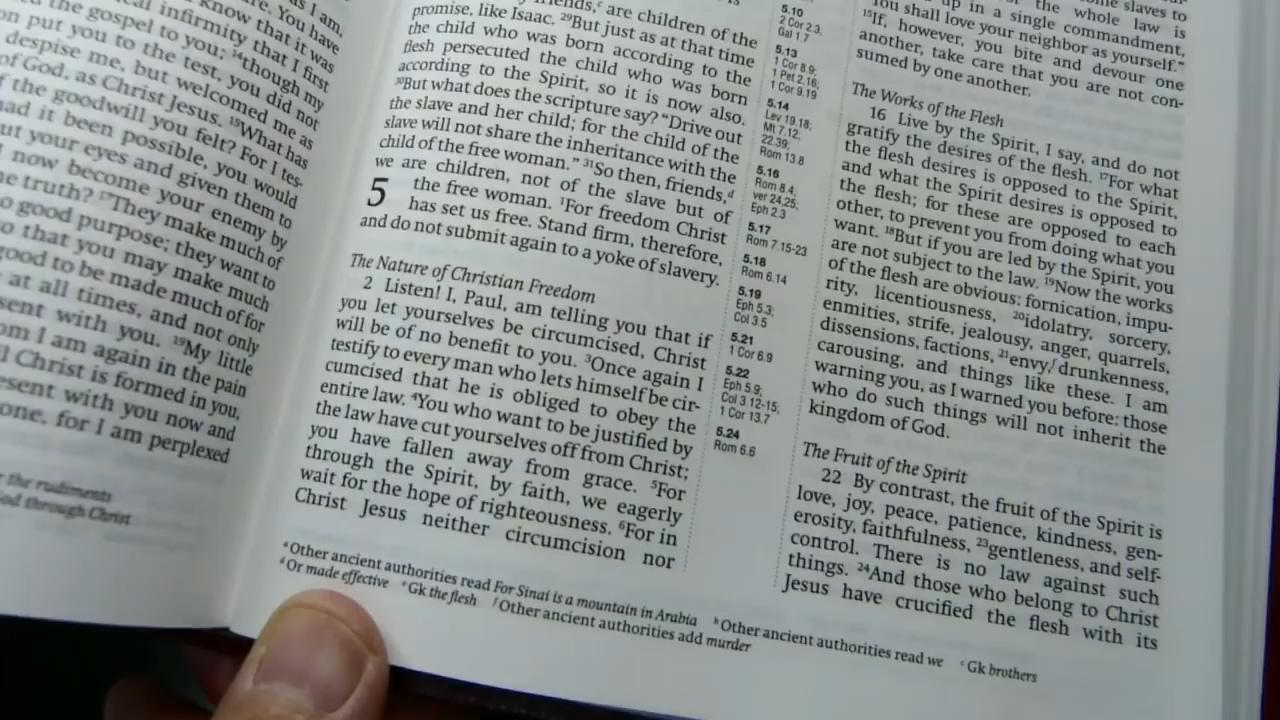 I am,
You have
know that it was
infirmity that I first
the gospel to you; ¹⁴though my
put you to the test, you did not
despise me, but welcomed me as
of God, as Christ Jesus. ¹⁵What has
the goodwill you felt? For I tes-
had it been possible, you would
your eyes and given them to
now become your enemy by
truth? ¹⁷They make much of
good purpose; they want to
so that you may make much
good to be made much of for
at all times, and not only
with you. ¹⁹My little
I am again in the pain
Christ is formed in you,
present with you now and
tone, for I am perplexed
the rudiments
God through Christ
friends,ᶜ are children of the
promise, like Isaac. ²⁹But just as at that time
the child who was born according to the
flesh persecuted the child who was born
according to the Spirit, so it is now also.
³⁰But what does the scripture say? “Drive out
the slave and her child; for the child of the
slave will not share the inheritance with the
child of the free woman.” ³¹So then, friends,ᵈ
we are children, not of the slave but of
5 the free woman. ¹For freedom Christ
has set us free. Stand firm, therefore,
and do not submit again to a yoke of slavery.
The Nature of Christian Freedom
2 Listen! I, Paul, am telling you that if
you let yourselves be circumcised, Christ
will be of no benefit to you. ³Once again I
testify to every man who lets himself be cir-
cumcised that he is obliged to obey the
entire law. ⁴You who want to be justified by
the law have cut yourselves off from Christ;
you have fallen away from grace. ⁵For
through the Spirit, by faith, we eagerly
wait for the hope of righteousness. ⁶For in
Christ Jesus neither circumcision nor
5.10
2 Cor 2.3;
Gal 1.7
5.13
1 Cor 8.9;
1 Pet 2.16;
1 Cor 9.19
5.14
Lev 19.18;
Mt 7.12;
22.39;
Rom 13.8
5.16
Rom 8.4;
ver 24,25;
Eph 2.3
5.17
Rom 7.15-23
5.18
Rom 6.14
5.19
Eph 5.3;
Col 3.5
5.21
1 Cor 6.9
5.22
Eph 5.9;
Col 3.12-15;
1 Cor 13.7
5.24
Rom 6.6
slaves to
the whole law is
up in a single commandment,
You shall love your neighbor as yourself.”
¹⁵If, however, you bite and devour one
another, take care that you are not con-
sumed by one another.
The Works of the Flesh
16 Live by the Spirit, I say, and do not
gratify the desires of the flesh. ¹⁷For what
the flesh desires is opposed to the Spirit,
and what the Spirit desires is opposed to
the flesh; for these are opposed to each
other, to prevent you from doing what you
want. ¹⁸But if you are led by the Spirit, you
are not subject to the law. ¹⁹Now the works
of the flesh are obvious: fornication, impu-
rity, licentiousness, ²⁰idolatry, sorcery,
enmities, strife, jealousy, anger, quarrels,
dissensions, factions, ²¹envy,ᶠ drunkenness,
carousing, and things like these. I am
warning you, as I warned you before: those
who do such things will not inherit the
kingdom of God.
The Fruit of the Spirit
22 By contrast, the fruit of the Spirit is
love, joy, peace, patience, kindness, gen-
erosity, faithfulness, ²³gentleness, and self-
control. There is no law against such
things. ²⁴And those who belong to Christ
Jesus have crucified the flesh with its
ᵃOther ancient authorities read For Sinai is a mountain in Arabia ᵇOther ancient authorities read we ᶜGk brothers
ᵈOr made effective ᵉGk the flesh ᶠOther ancient authorities add murder